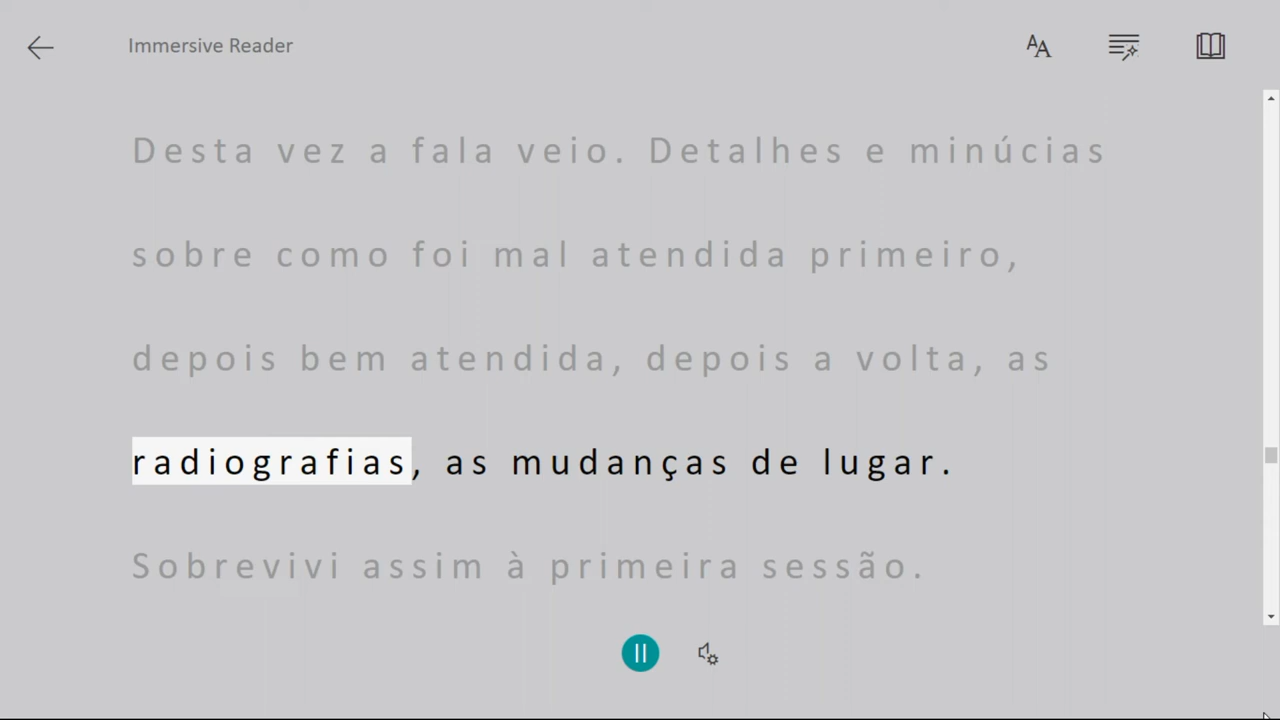 Immersive Reader
Desta vez a fala veio. Detalhes e minúcias
sobre como foi mal atendida primeiro,
depois bem atendida, depois a volta, as
radiografias, as mudanças de lugar.
Sobrevivi assim à primeira sessão.